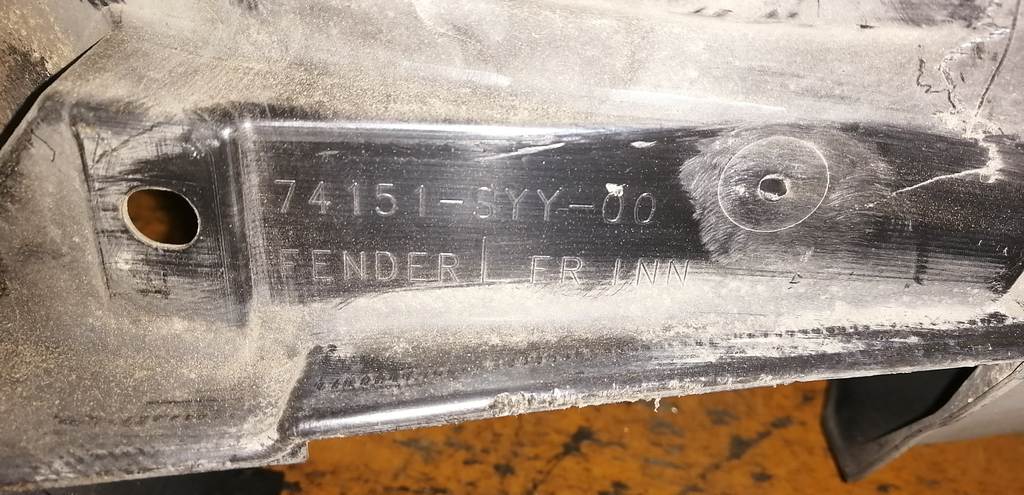 74151-SYY-00
FENDER L FR INN